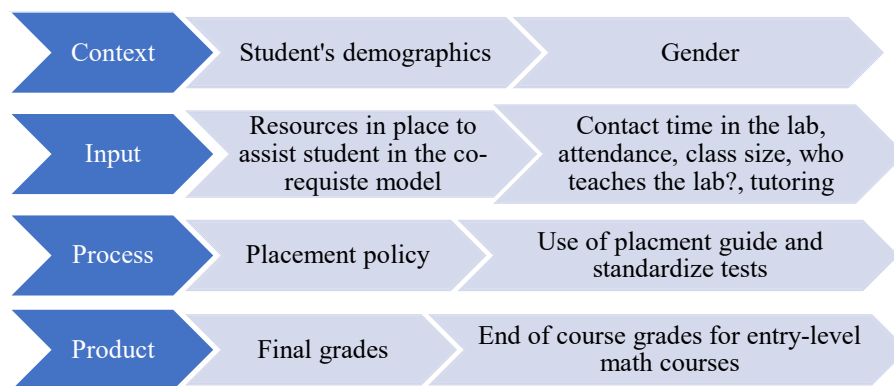 Context
Student's demographics
Gender
Input
Resources in place to
assist student in the co-
requiste model
Contact time in the lab,
attendance, class size, who
teaches the lab?, tutoring
Process
Placement policy
Use of placment guide and
standardize tests
Product
Final grades
End of course grades for entry-level
math courses